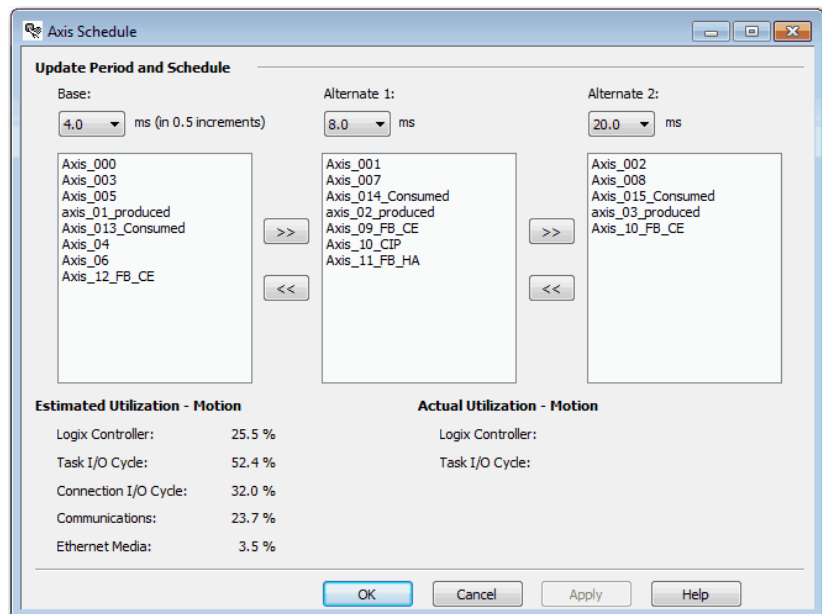 Axis Schedule
Update Period and Schedule
Base:
4.0 ms (in 0.5 increments)
Axis_000
Axis_003
Axis_005
axis_01_produced
Axis_013_Consumed
Axis_04
Axis_06
Axis_12_FB_CE
>>
<<
Alternate 1:
8.0 ms
Axis_001
Axis_007
Axis_014_Consumed
axis_02_produced
Axis_09_FB_CE
Axis_10_CIP
Axis_11_FB_HA
>>
<<
Alternate 2:
20.0 ms
Axis_002
Axis_008
Axis_015_Consumed
axis_03_produced
Axis_10_FB_CE
Estimated Utilization - Motion
Logix Controller: 25.5 %
Task I/O Cycle: 52.4 %
Connection I/O Cycle: 32.0 %
Communications: 23.7 %
Ethernet Media: 3.5 %
Actual Utilization - Motion
Logix Controller:
Task I/O Cycle:
OK Cancel Apply Help